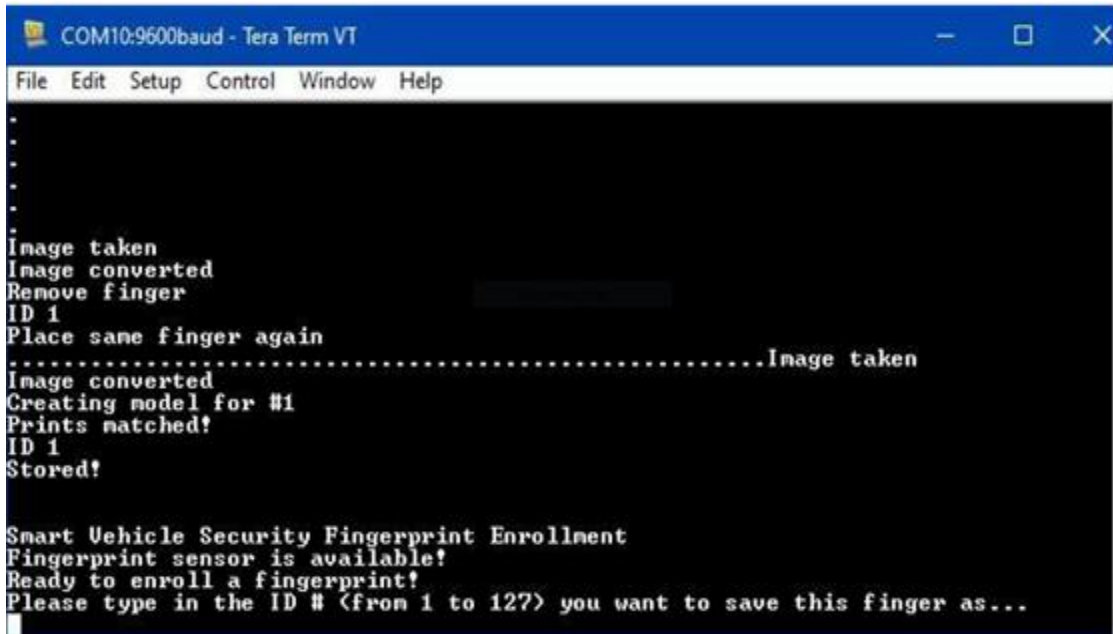 COM10:9600baud - Tera Term VT
File Edit Setup Control Window Help
.
.
.
.
.
.
Image taken
Image converted
Remove finger
ID 1
Place same finger again
.......................................................Image taken
Image converted
Creating model for #1
Prints matched!
ID 1
Stored!
Smart Vehicle Security Fingerprint Enrollment
Fingerprint sensor is available!
Ready to enroll a fingerprint!
Please type in the ID # (from 1 to 127) you want to save this finger as...